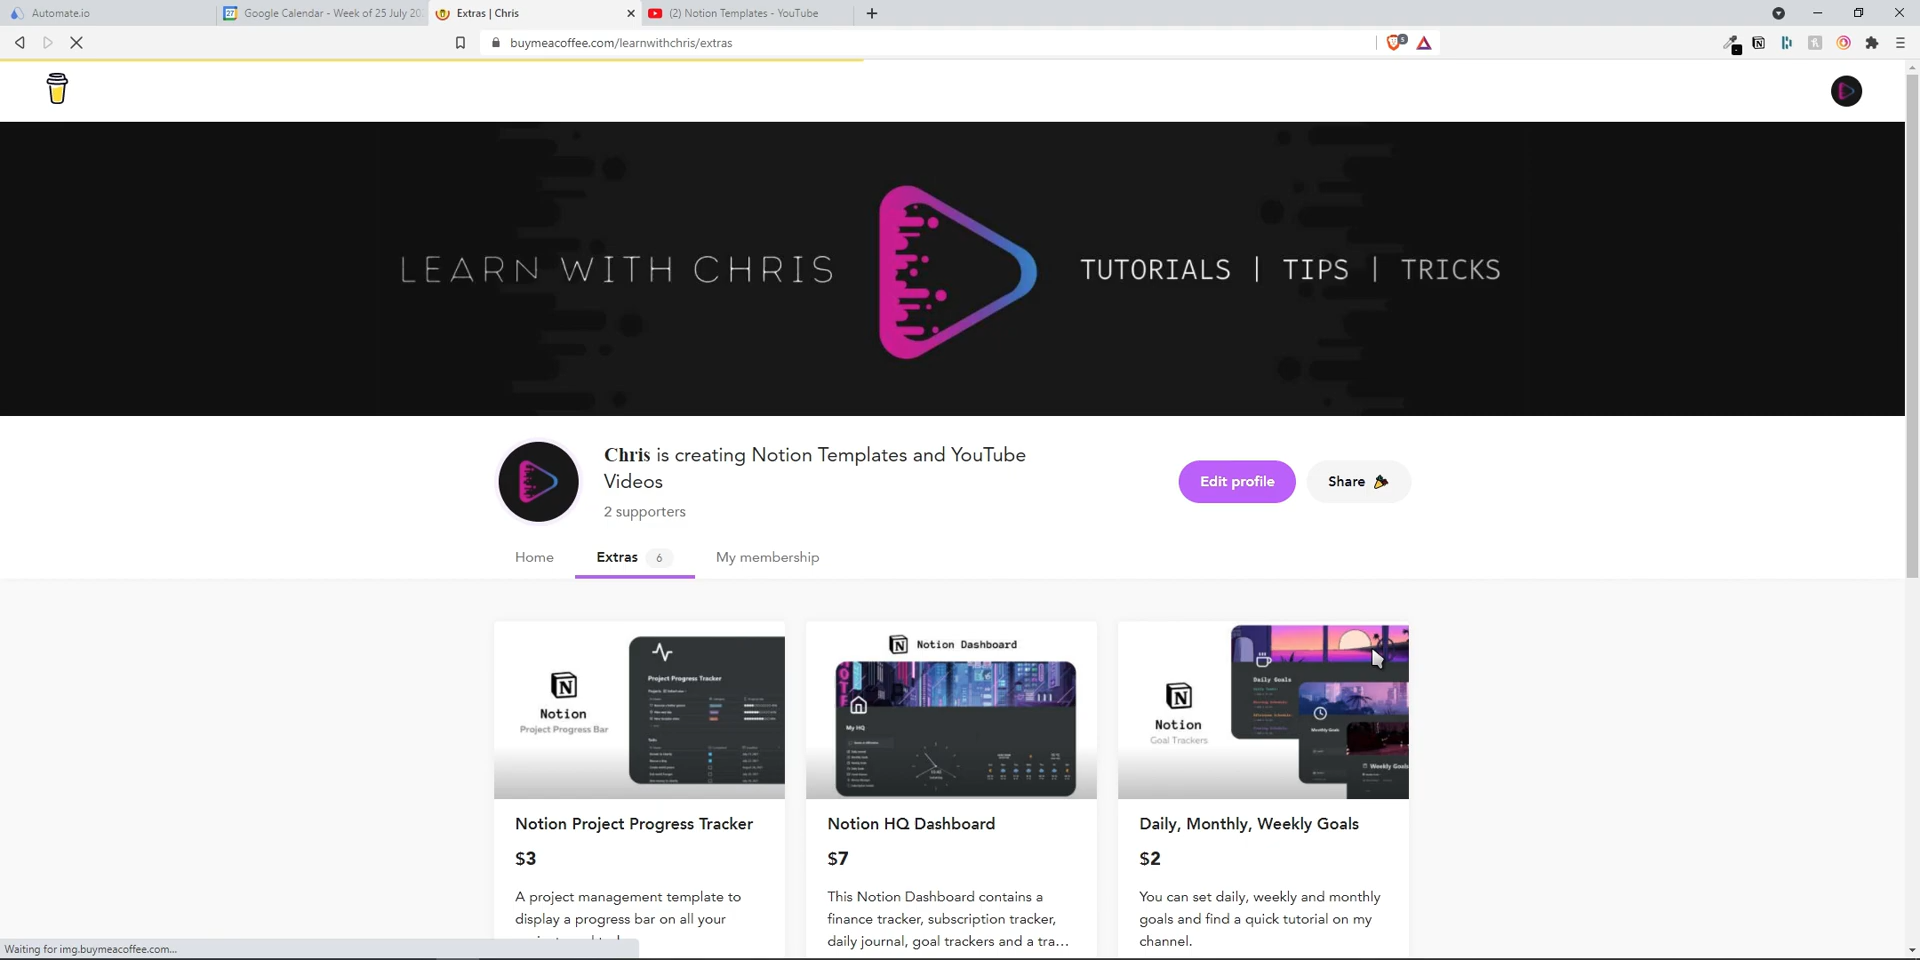 Automate.io
Google Calendar - Week of 25 July 20
Extras | Chris
(2) Notion Templates - YouTube
buymeacoffee.com/learnwithchris/extras
LEARN WITH CHRIS
TUTORIALS | TIPS | TRICKS
Chris is creating Notion Templates and YouTube
Videos
2 supporters
Edit profile
Share
Home
Extras 6
My membership
Notion
Project Progress Bar
Project Progress Tracker
Notion Dashboard
My HQ
Notion
Goal Trackers
Daily Goals
Monthly Goals
Weekly Goals
Notion Project Progress Tracker
$3
A project management template to
display a progress bar on all your
Notion HQ Dashboard
$7
This Notion Dashboard contains a
finance tracker, subscription tracker,
daily journal, goal trackers and a tra...
Daily, Monthly, Weekly Goals
$2
You can set daily, weekly and monthly
goals and find a quick tutorial on my
channel.
Waiting for img.buymeacoffee.com...